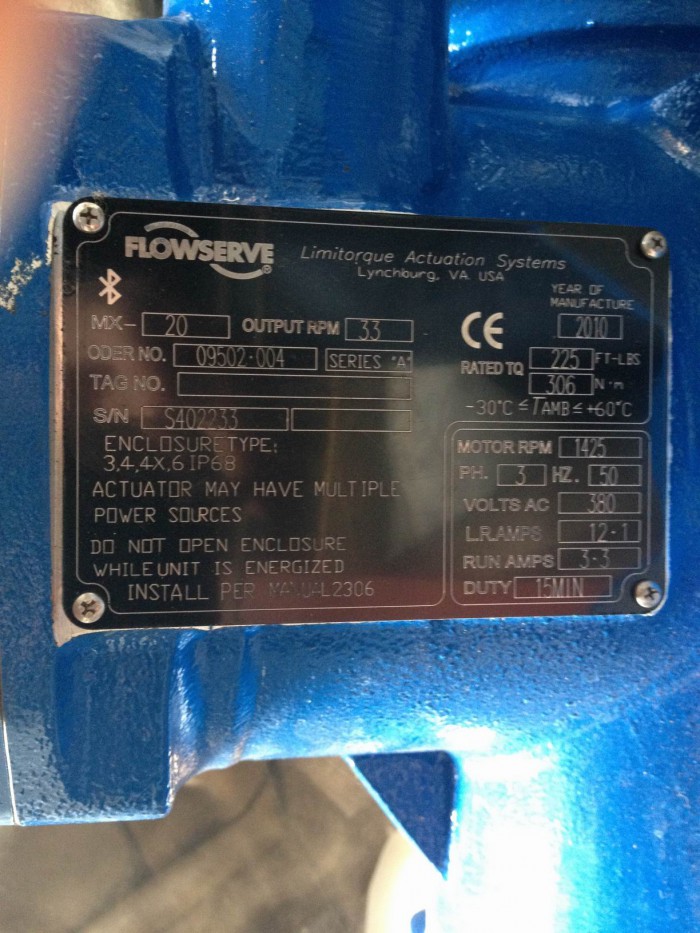 FLOWSERVE
®
Limitorque Actuation Systems
Lynchburg, VA. USA
MX- 20 OUTPUT RPM 33
ODER NO. 09502-004 SERIES "A"
TAG NO.
S/N S402233
ENCLOSURE TYPE:
3,4,4X,6 IP68
ACTUATOR MAY HAVE MULTIPLE
POWER SOURCES
DO NOT OPEN ENCLOSURE
WHILE UNIT IS ENERGIZED
INSTALL PER MANUAL2306
CE
YEAR OF
MANUFACTURE
2010
RATED TQ 225 FT-LBS
306 N·m
-30°C ≤ TAMB ≤ +60°C
MOTOR RPM 1425
PH. 3 HZ. 50
VOLTS AC 380
L.R.AMPS 12-1
RUN AMPS 3-3
DUTY 15MIN